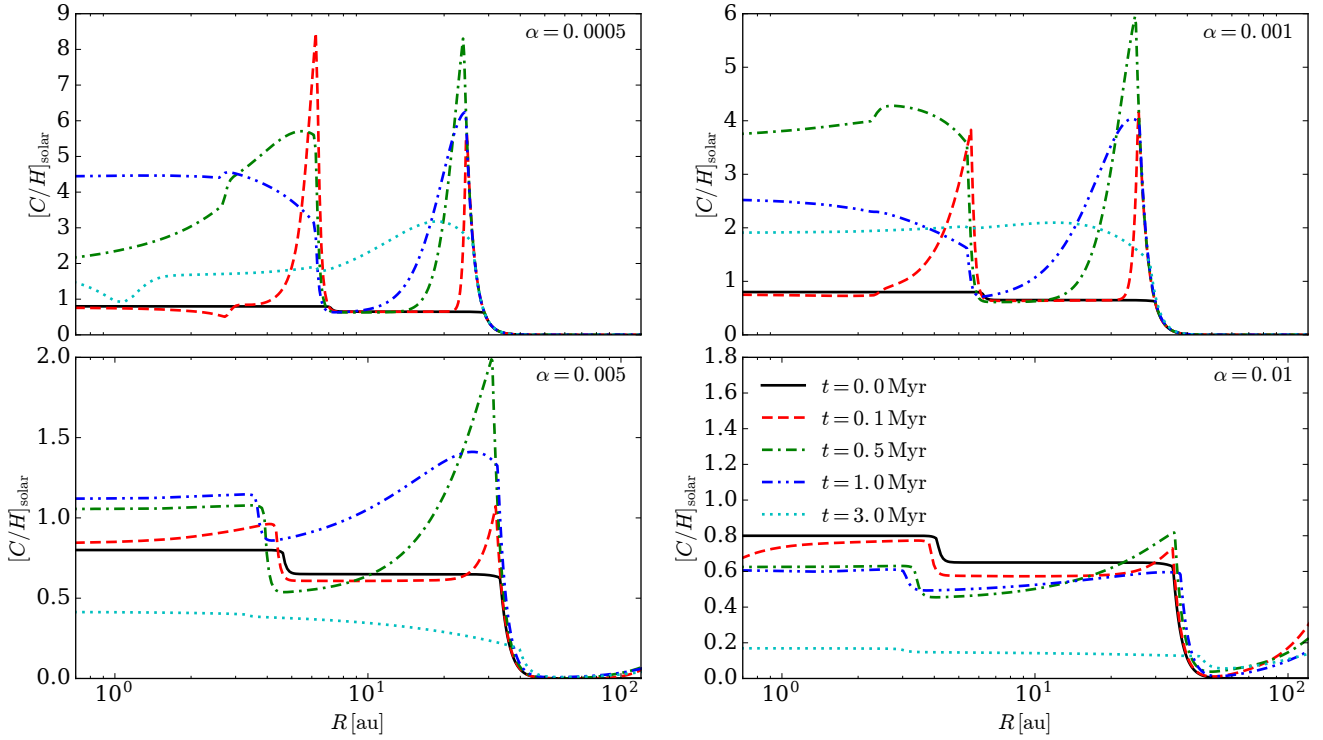 9
8
7
6
5
4
3
2
1
0
[C/H]solar
α = 0.0005
6
5
4
3
2
1
0
[C/H]solar
α = 0.001
2.0
1.5
1.0
0.5
0.0
[C/H]solar
α = 0.005
10^0
10^1
10^2
R [au]
1.8
1.6
1.4
1.2
1.0
0.8
0.6
0.4
0.2
0.0
[C/H]solar
α = 0.01
t = 0.0 Myr
t = 0.1 Myr
t = 0.5 Myr
t = 1.0 Myr
t = 3.0 Myr
10^0
10^1
10^2
R [au]